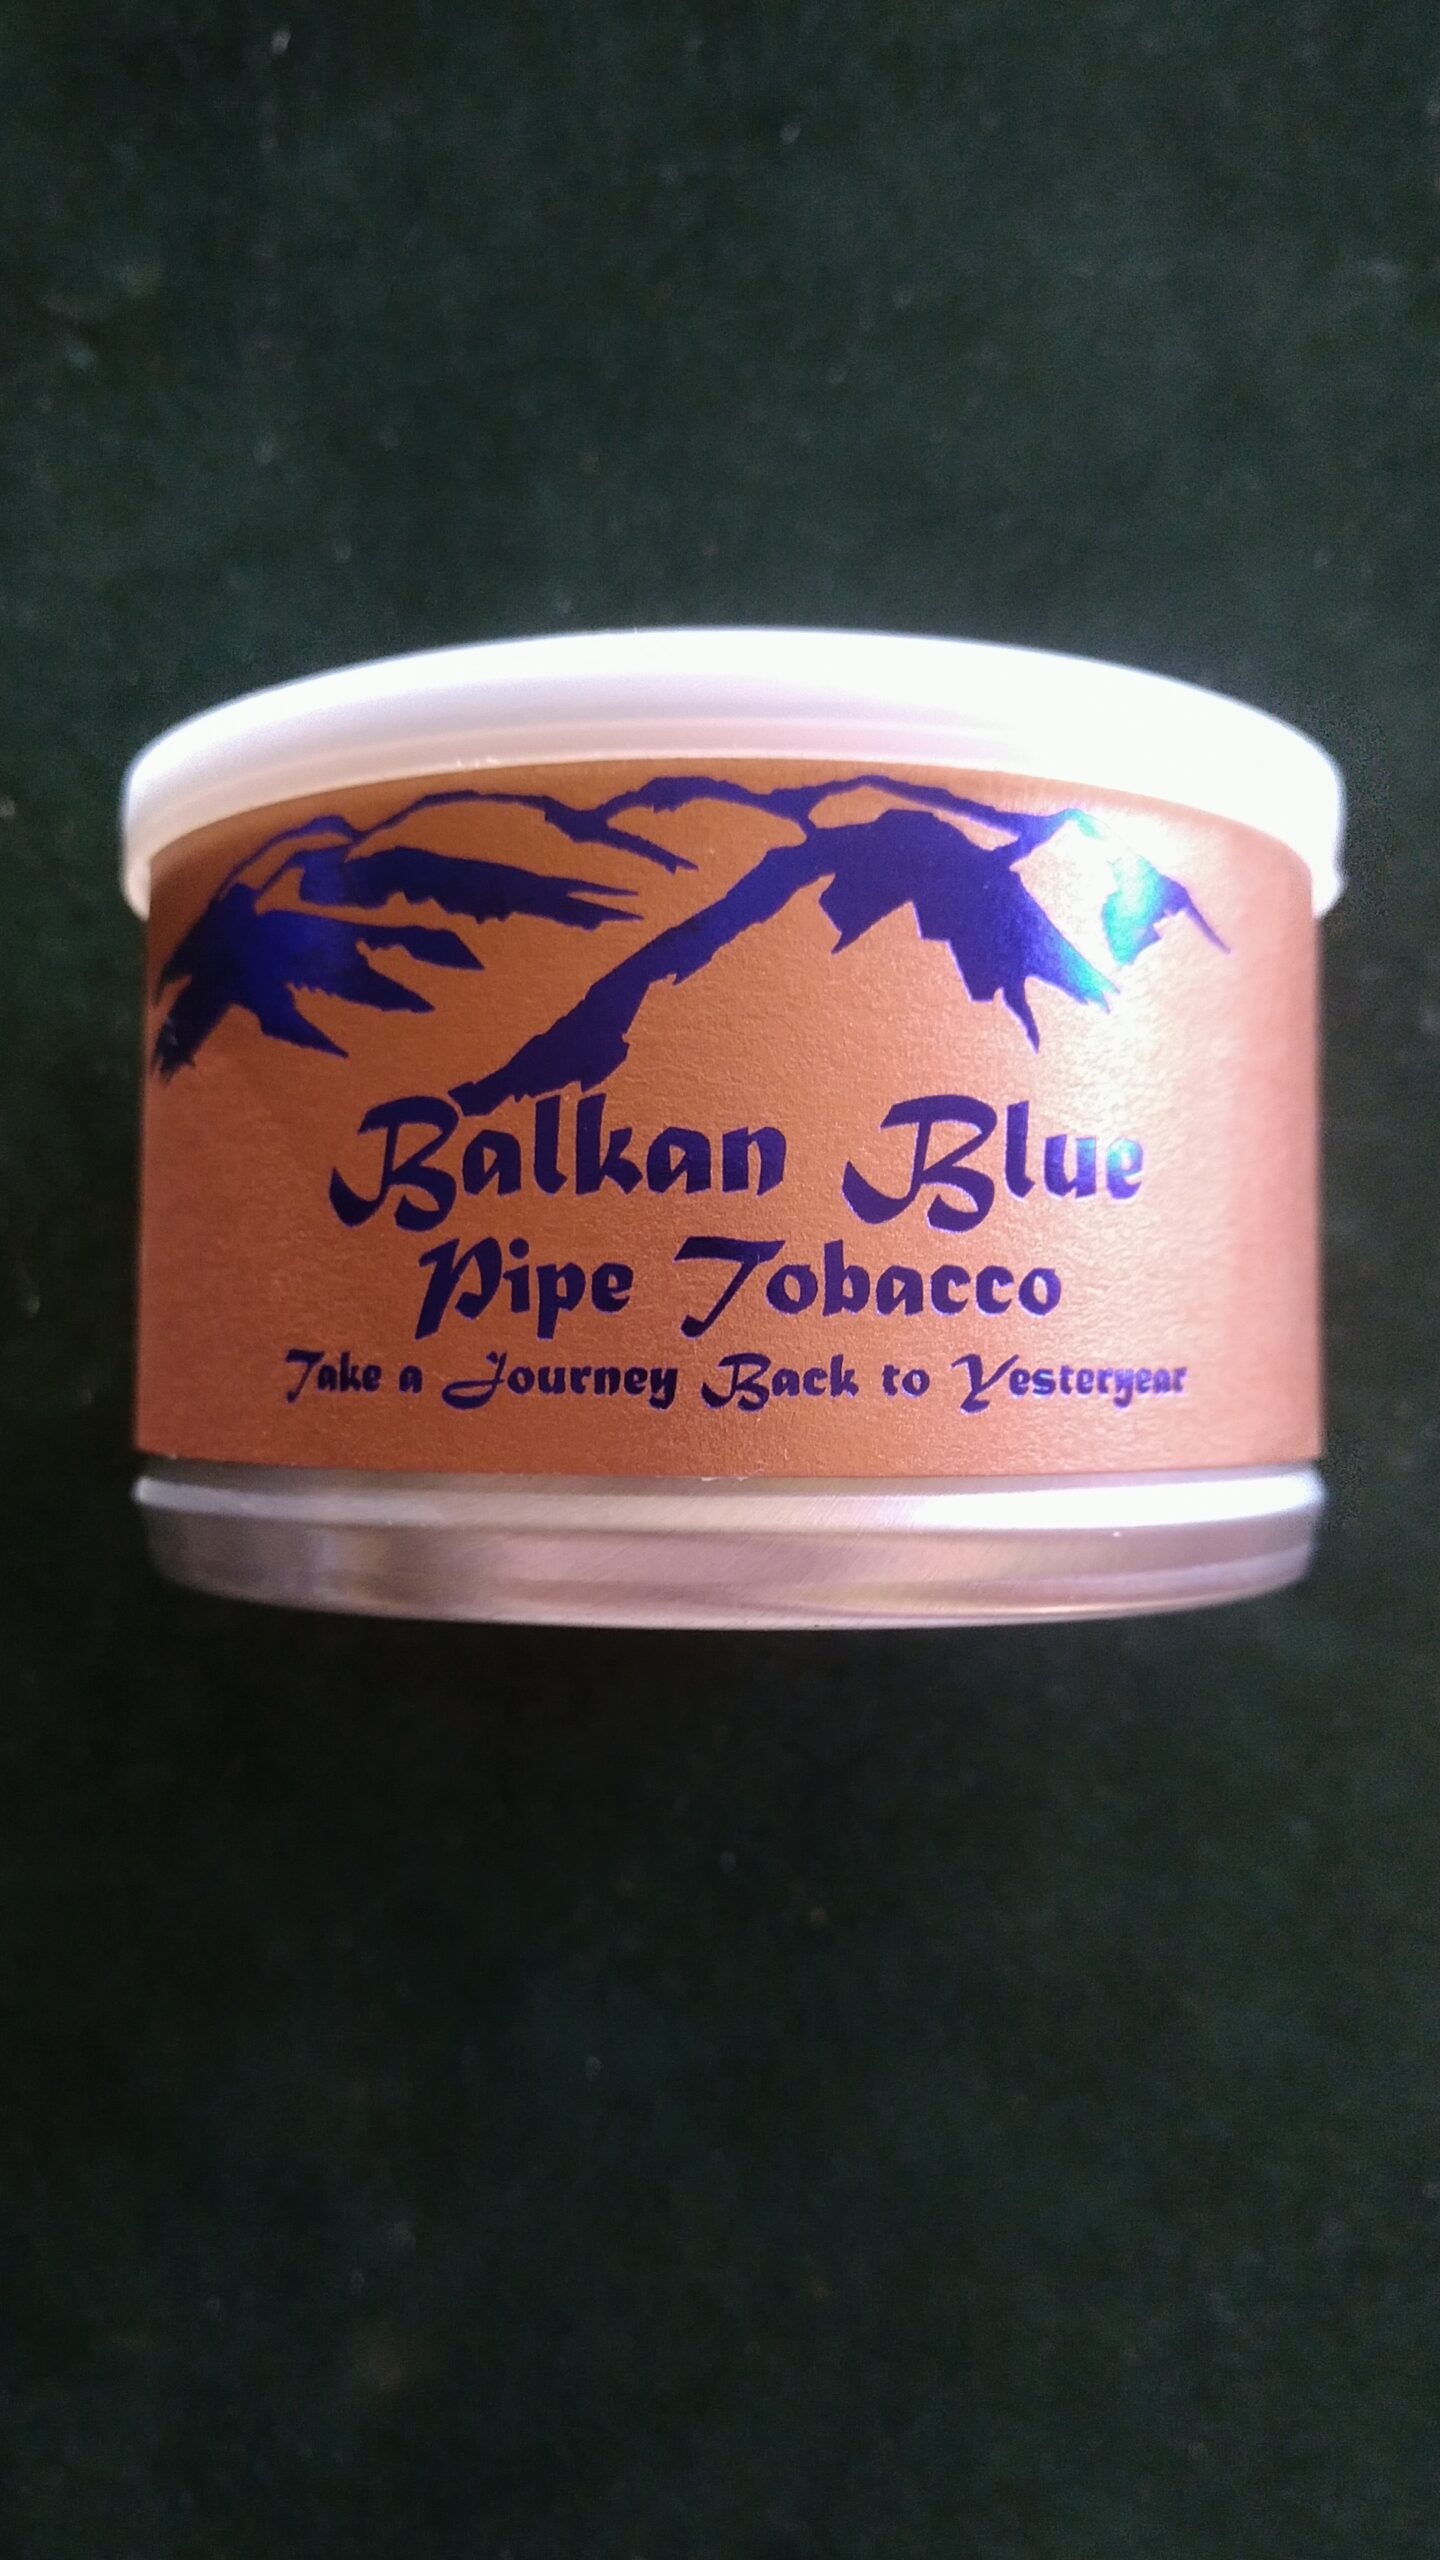 Balkan Blue
Pipe Tobacco
Take a Journey Back to Yesteryear